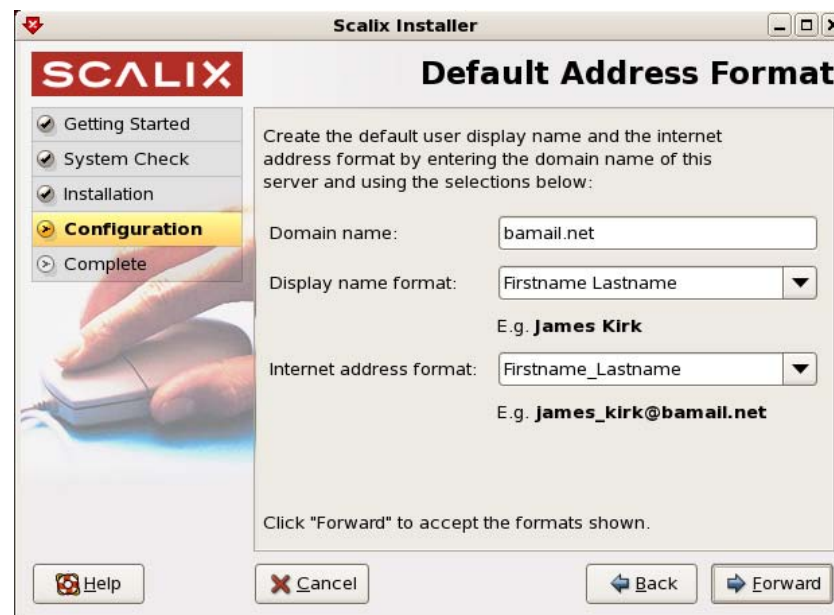 Scalix Installer
SCALIX
Default Address Format
Getting Started
System Check
Installation
Configuration
Complete
Create the default user display name and the internet
address format by entering the domain name of this
server and using the selections below:
Domain name:
bamail.net
Display name format:
Firstname Lastname
E.g. James Kirk
Internet address format:
Firstname_Lastname
E.g. james_kirk@bamail.net
Click "Forward" to accept the formats shown.
Help
Cancel
Back
Forward